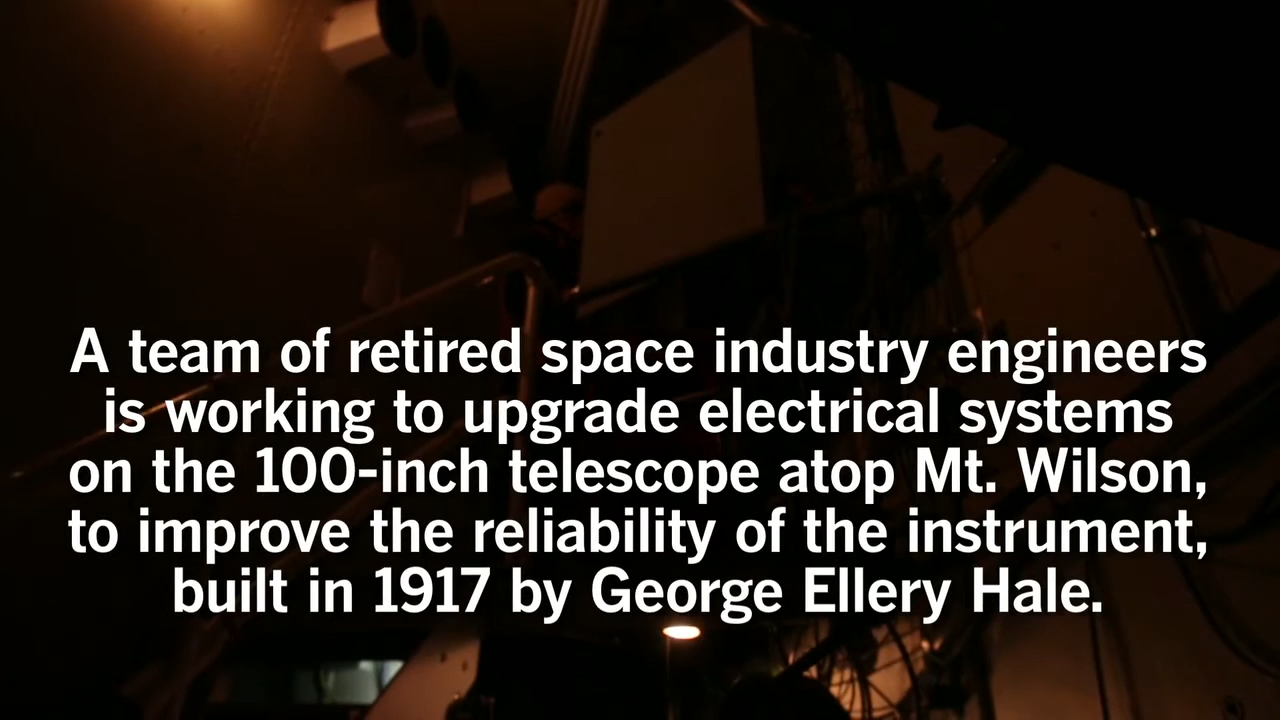 A team of retired space industry engineers
is working to upgrade electrical systems
on the 100-inch telescope atop Mt. Wilson,
to improve the reliability of the instrument,
built in 1917 by George Ellery Hale.